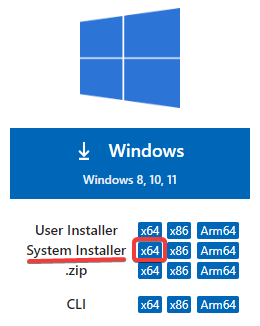 Windows
Windows 8, 10, 11
User Installer x64 x86 Arm64
System Installer x64 x86 Arm64
.zip x64 x86 Arm64
CLI x64 x86 Arm64